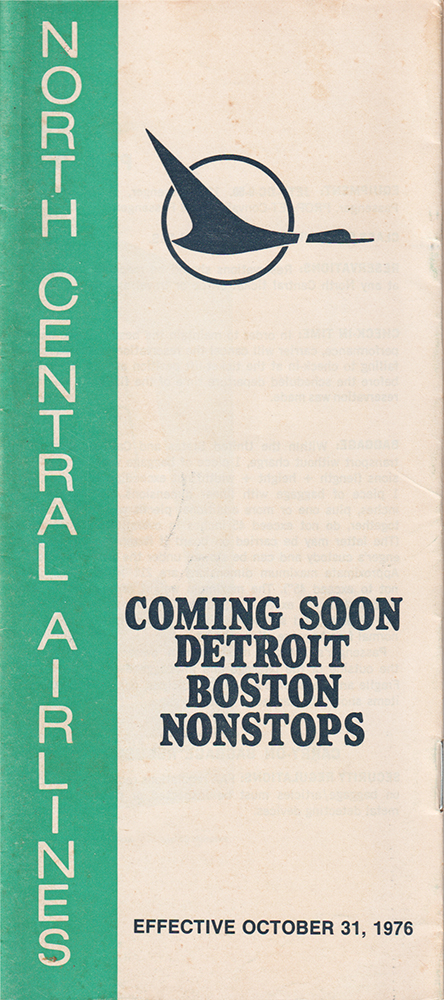 NORTH CENTRAL AIRLINES
COMING SOON
DETROIT
BOSTON
NONSTOPS
EFFECTIVE OCTOBER 31, 1976